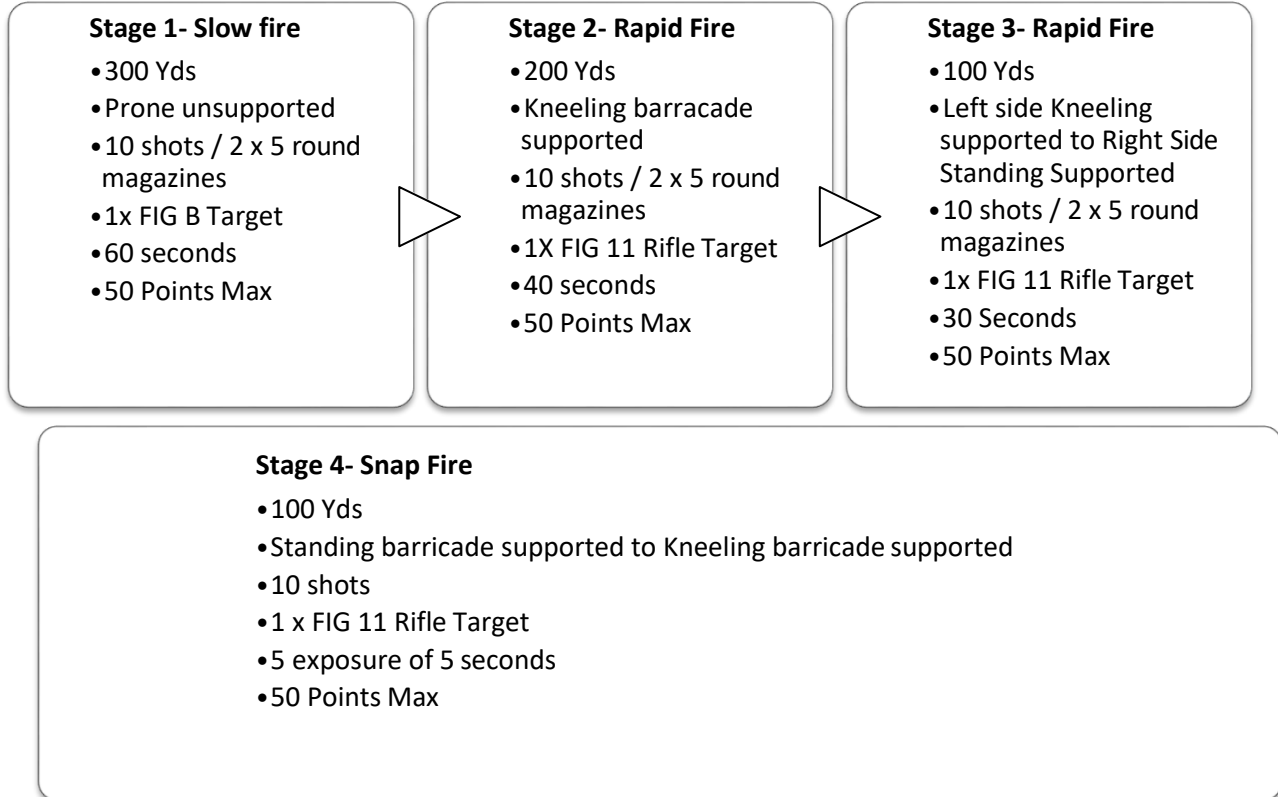 Stage 1- Slow fire
•300 Yds
•Prone unsupported
•10 shots / 2 x 5 round
magazines
•1x FIG B Target
•60 seconds
•50 Points Max
Stage 2- Rapid Fire
•200 Yds
•Kneeling barracade
supported
•10 shots / 2 x 5 round
magazines
•1X FIG 11 Rifle Target
•40 seconds
•50 Points Max
Stage 3- Rapid Fire
•100 Yds
•Left side Kneeling
supported to Right Side
Standing Supported
•10 shots / 2 x 5 round
magazines
•1x FIG 11 Rifle Target
•30 Seconds
•50 Points Max
Stage 4- Snap Fire
•100 Yds
•Standing barricade supported to Kneeling barricade supported
•10 shots
•1 x FIG 11 Rifle Target
•5 exposure of 5 seconds
•50 Points Max